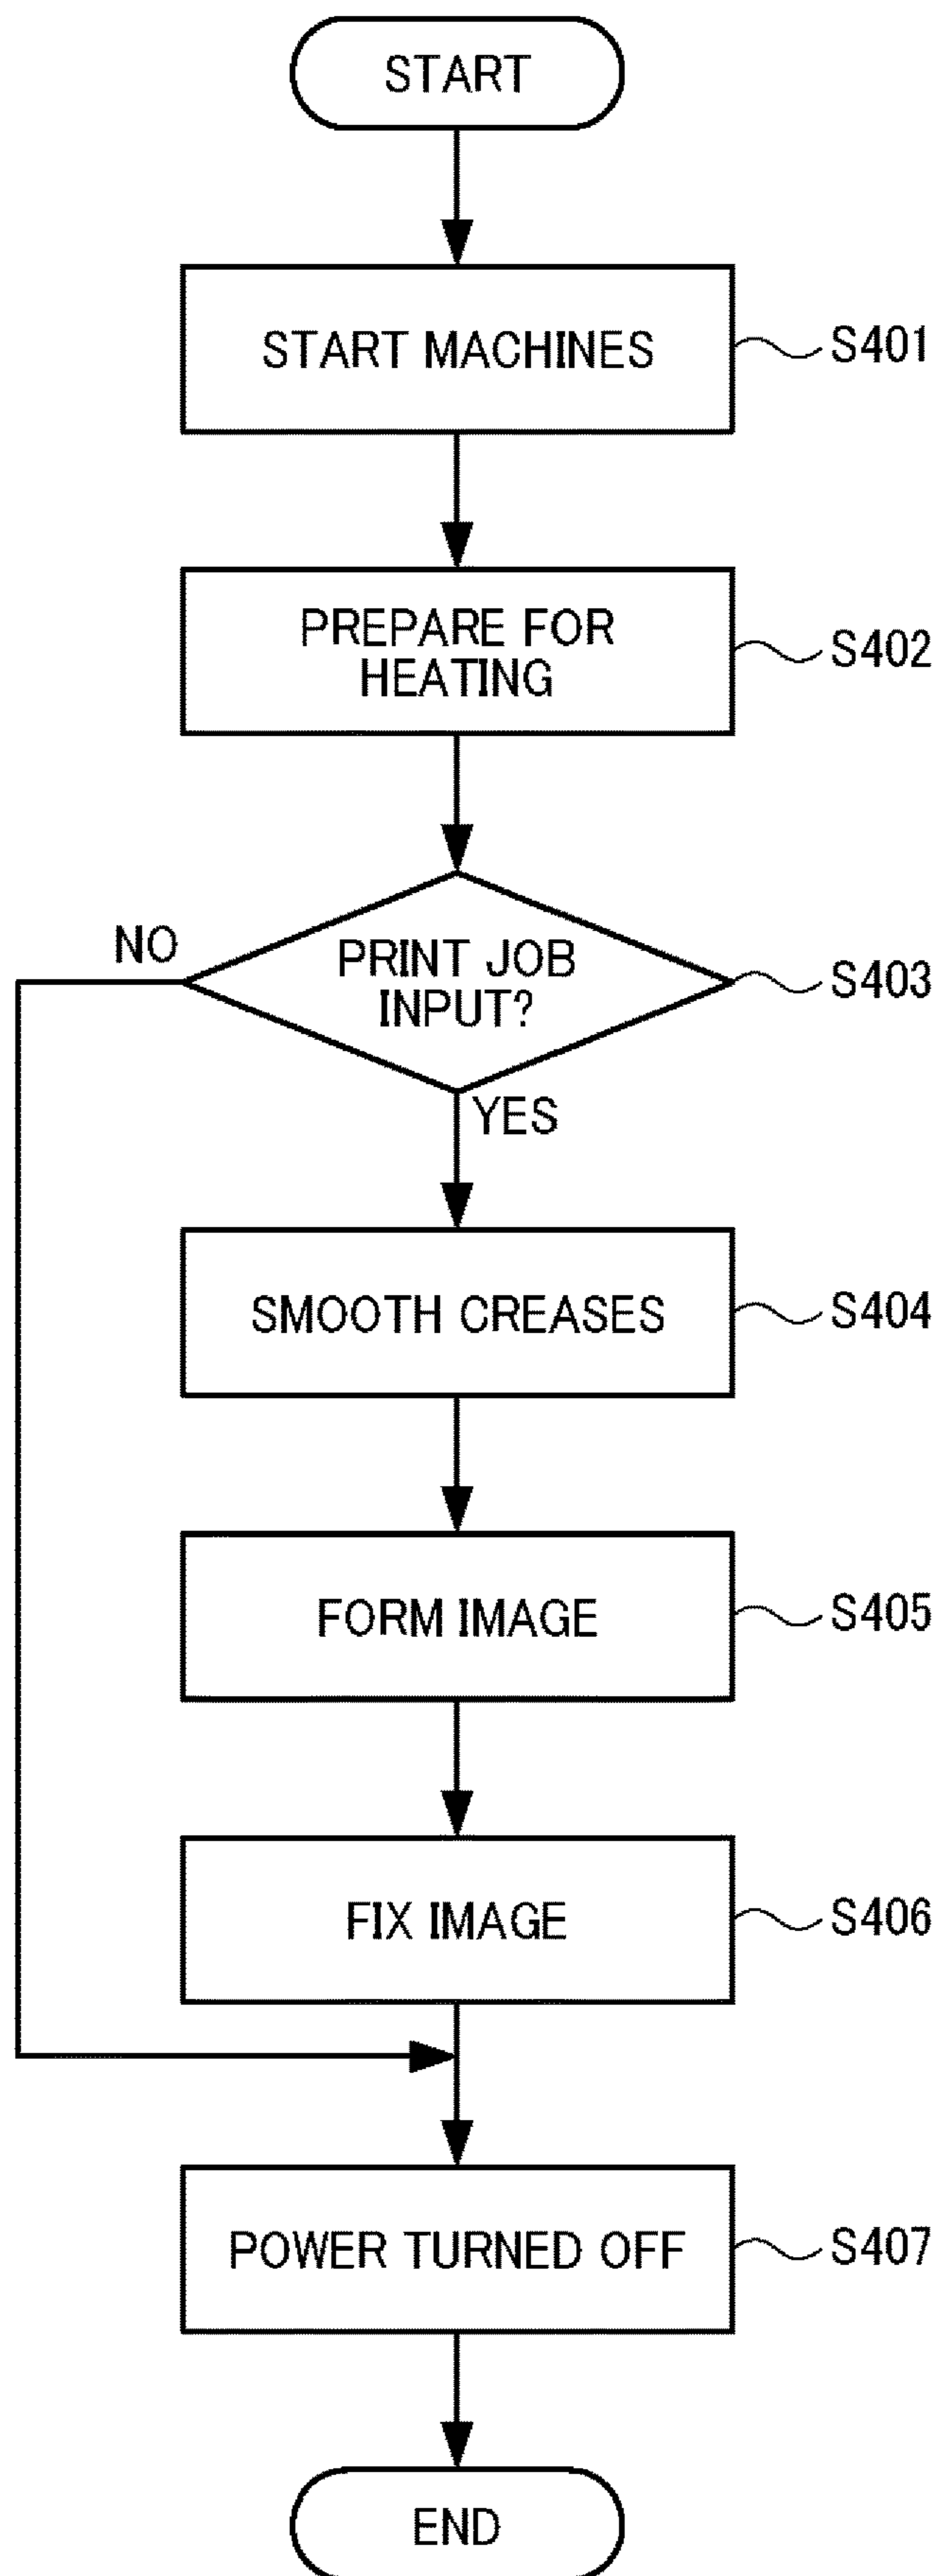 START
START MACHINES
S401
PREPARE FOR
HEATING
S402
NO
PRINT JOB
INPUT?
S403
YES
SMOOTH CREASES
S404
FORM IMAGE
S405
FIX IMAGE
S406
POWER TURNED OFF
S407
END